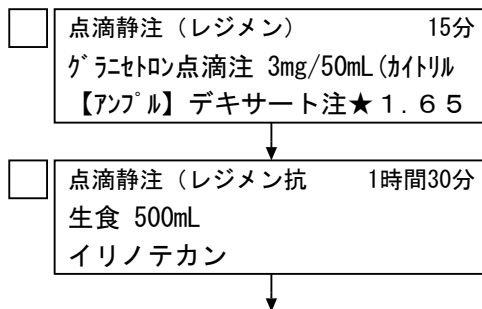 点滴静注（レジメン） 15分
グラニセトロン点滴注 3mg/50mL(カイトリル
【アンプル】デキサート注★１.６５
点滴静注（レジメン抗 1時間30分
生食 500mL
イリノテカン